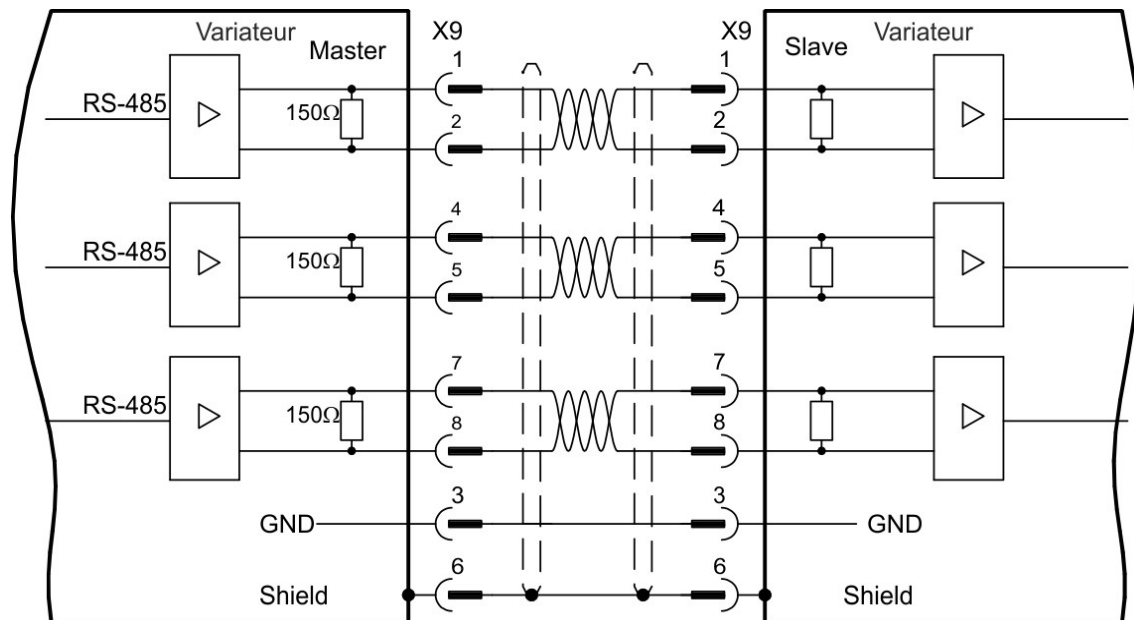 Variateur
Master
X9
X9
Slave
Variateur
1
1
RS-485
150Ω
2
2
4
4
RS-485
150Ω
5
5
7
7
RS-485
150Ω
8
8
3
3
GND
GND
6
6
Shield
Shield